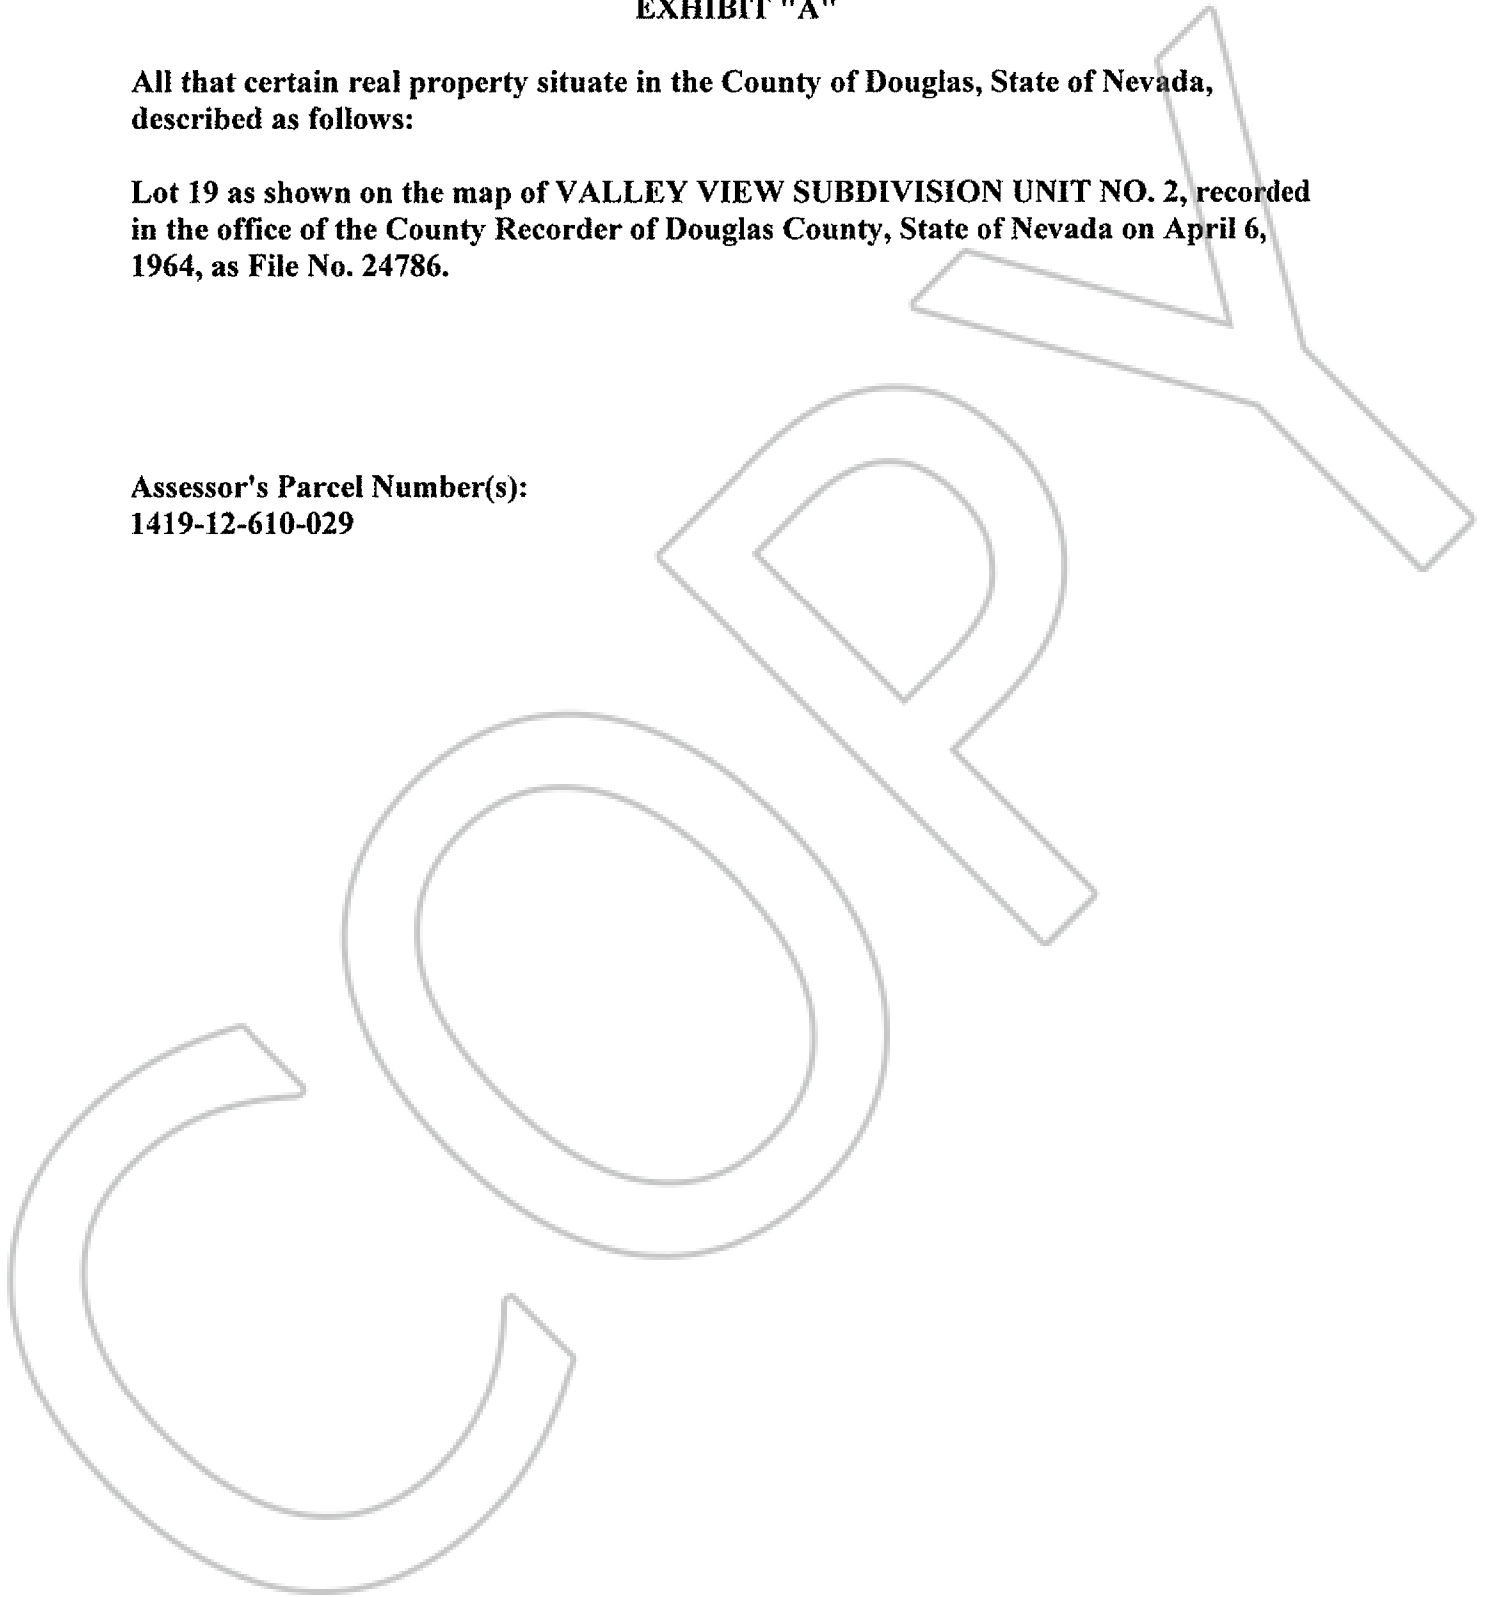 EXHIBIT "A"
All that certain real property situate in the County of Douglas, State of Nevada,
described as follows:
Lot 19 as shown on the map of VALLEY VIEW SUBDIVISION UNIT NO. 2, recorded
in the office of the County Recorder of Douglas County, State of Nevada on April 6,
1964, as File No. 24786.
Assessor's Parcel Number(s):
1419-12-610-029
COPY